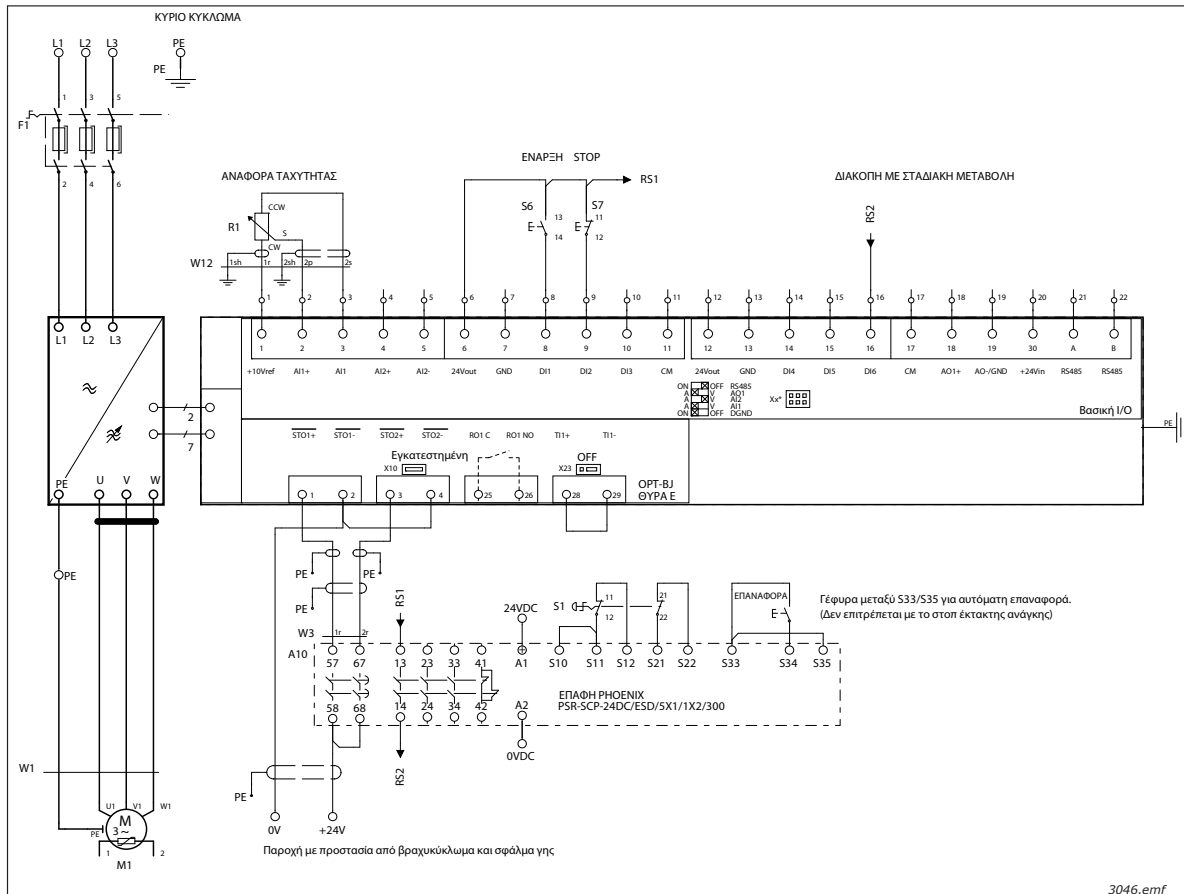 ΚΥΡΙΟ ΚΥΚΛΩΜΑ
L1 L2 L3 PE
PE
1 3 5
F1
2 4 6
ΑΝΑΦΟΡΑ ΤΑΧΥΤΗΤΑΣ
ΕΝΑΡΞΗ STOP
RS1
ΔΙΑΚΟΠΗ ΜΕ ΣΤΑΔΙΑΚΗ ΜΕΤΑΒΟΛΗ
RS2
CCW
R1
S
CW
S6 13 14
S7 11 12
W12 1sh 1r 2sh 2p 2s
1 2 3 4 5 6 7 8 9 10 11 12 13 14 15 16 17 18 19 20 21 22
L1 L2 L3
1 2 3 4 5 6 7 8 9 10 11 12 13 14 15 16 17 18 19 30 A B
+10Vref AI1+ AI1 AI2+ AI2- 24Vout GND DI1 DI2 DI3 CM 24Vout GND DI4 DI5 DI6 CM AO1+ AO-/GND +24Vin RS485 RS485
ON OFF RS485
A V AO1
A V AI2
A V AI1
ON OFF DGND
Xx*
Βασική I/O
2
7
PE
STO1+ STO1- STO2+ STO2- RO1 C RO1 NO TI1+ TI1-
Εγκατεστημένη
X10
OFF
X23
OPT-BJ
ΘΥΡΑ E
1 2 3 4 25 26 28 29
PE U V W
PE
PE PE
PE
RS1
24VDC
S1 11 12 21 22
ΕΠΑΝΑΦΟΡΑ
Γέφυρα μεταξύ S33/S35 για αυτόματη επαναφορά.
(Δεν επιτρέπεται με το στοπ έκτακτης ανάγκης)
W3 1r 2r
A10
57 67 13 23 33 41 A1 S10 S11 S12 S21 S22 S33 S34 S35
ΕΠΑΦΗ PHOENIX
PSR-SCP-24DC/ESD/5X1/1X2/300
58 68 14 24 34 42 A2
RS2
0VDC
W1
PE
U1 V1 W1
M
3 ~
PE
1 2
M1
0V +24V
Παροχή με προστασία από βραχυκύκλωμα και σφάλμα γης
3046.emf